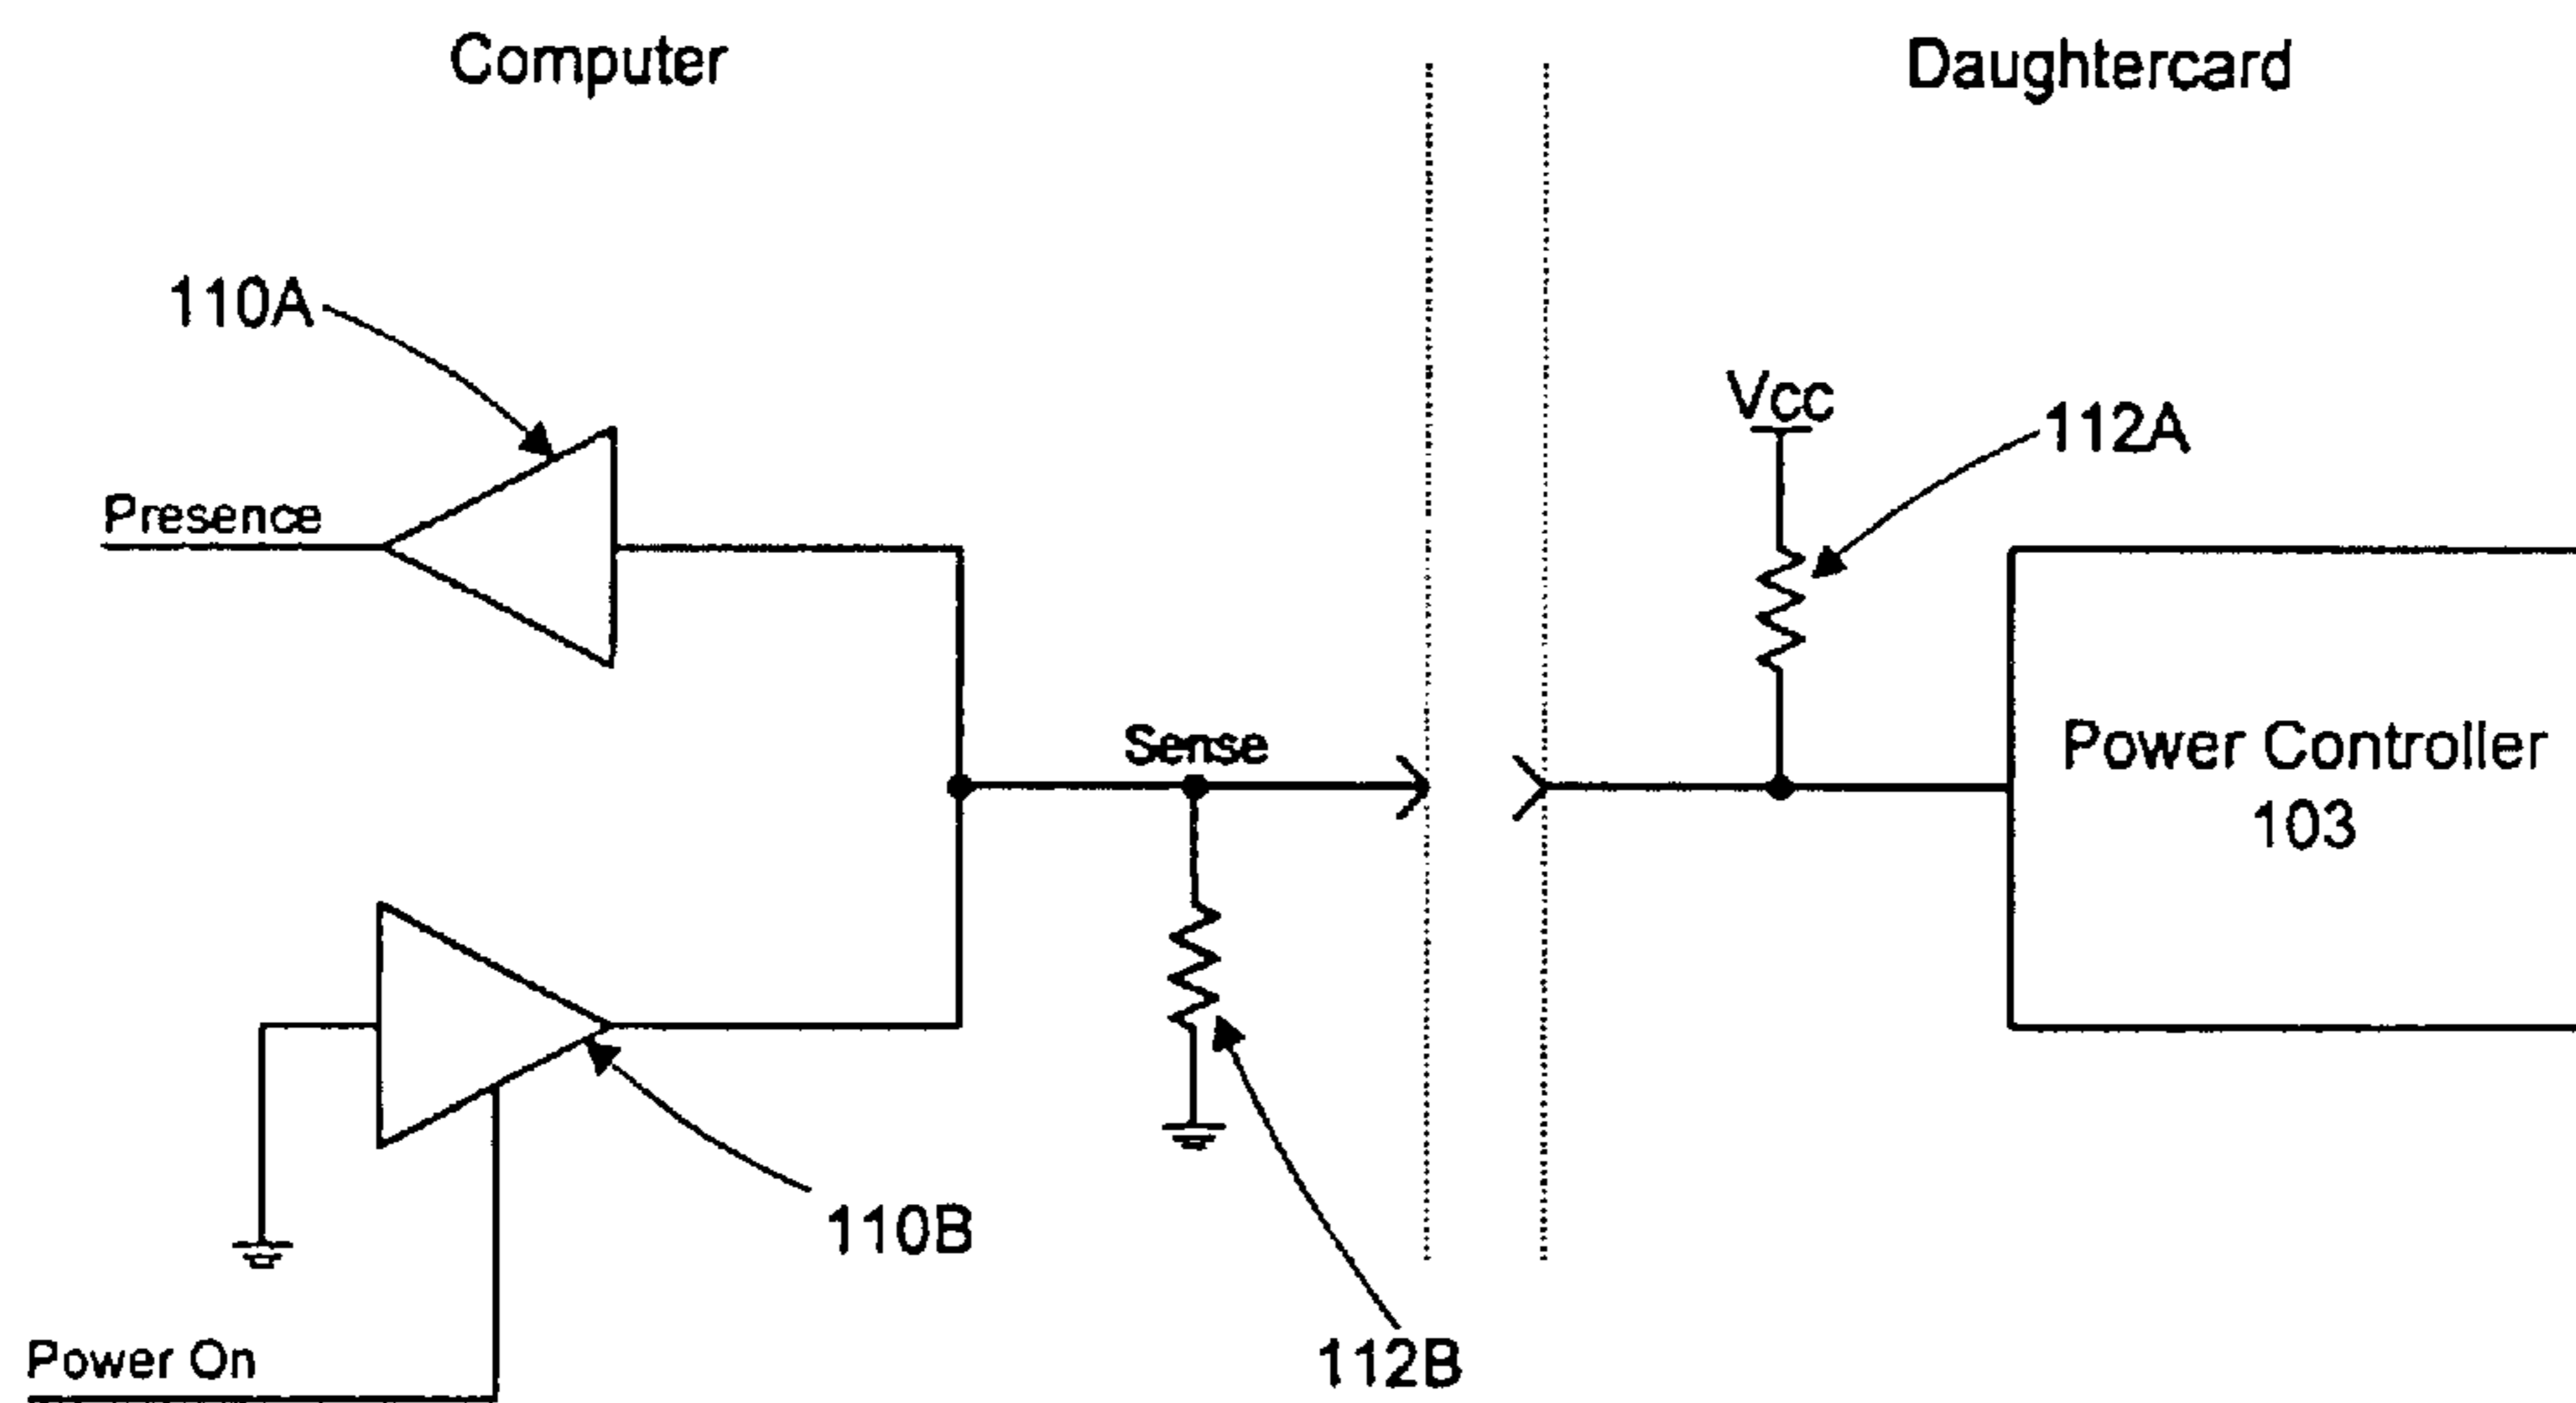 Computer
Daughtercard
110A
Vcc
112A
Presence
Sense
Power Controller
103
110B
112B
Power On